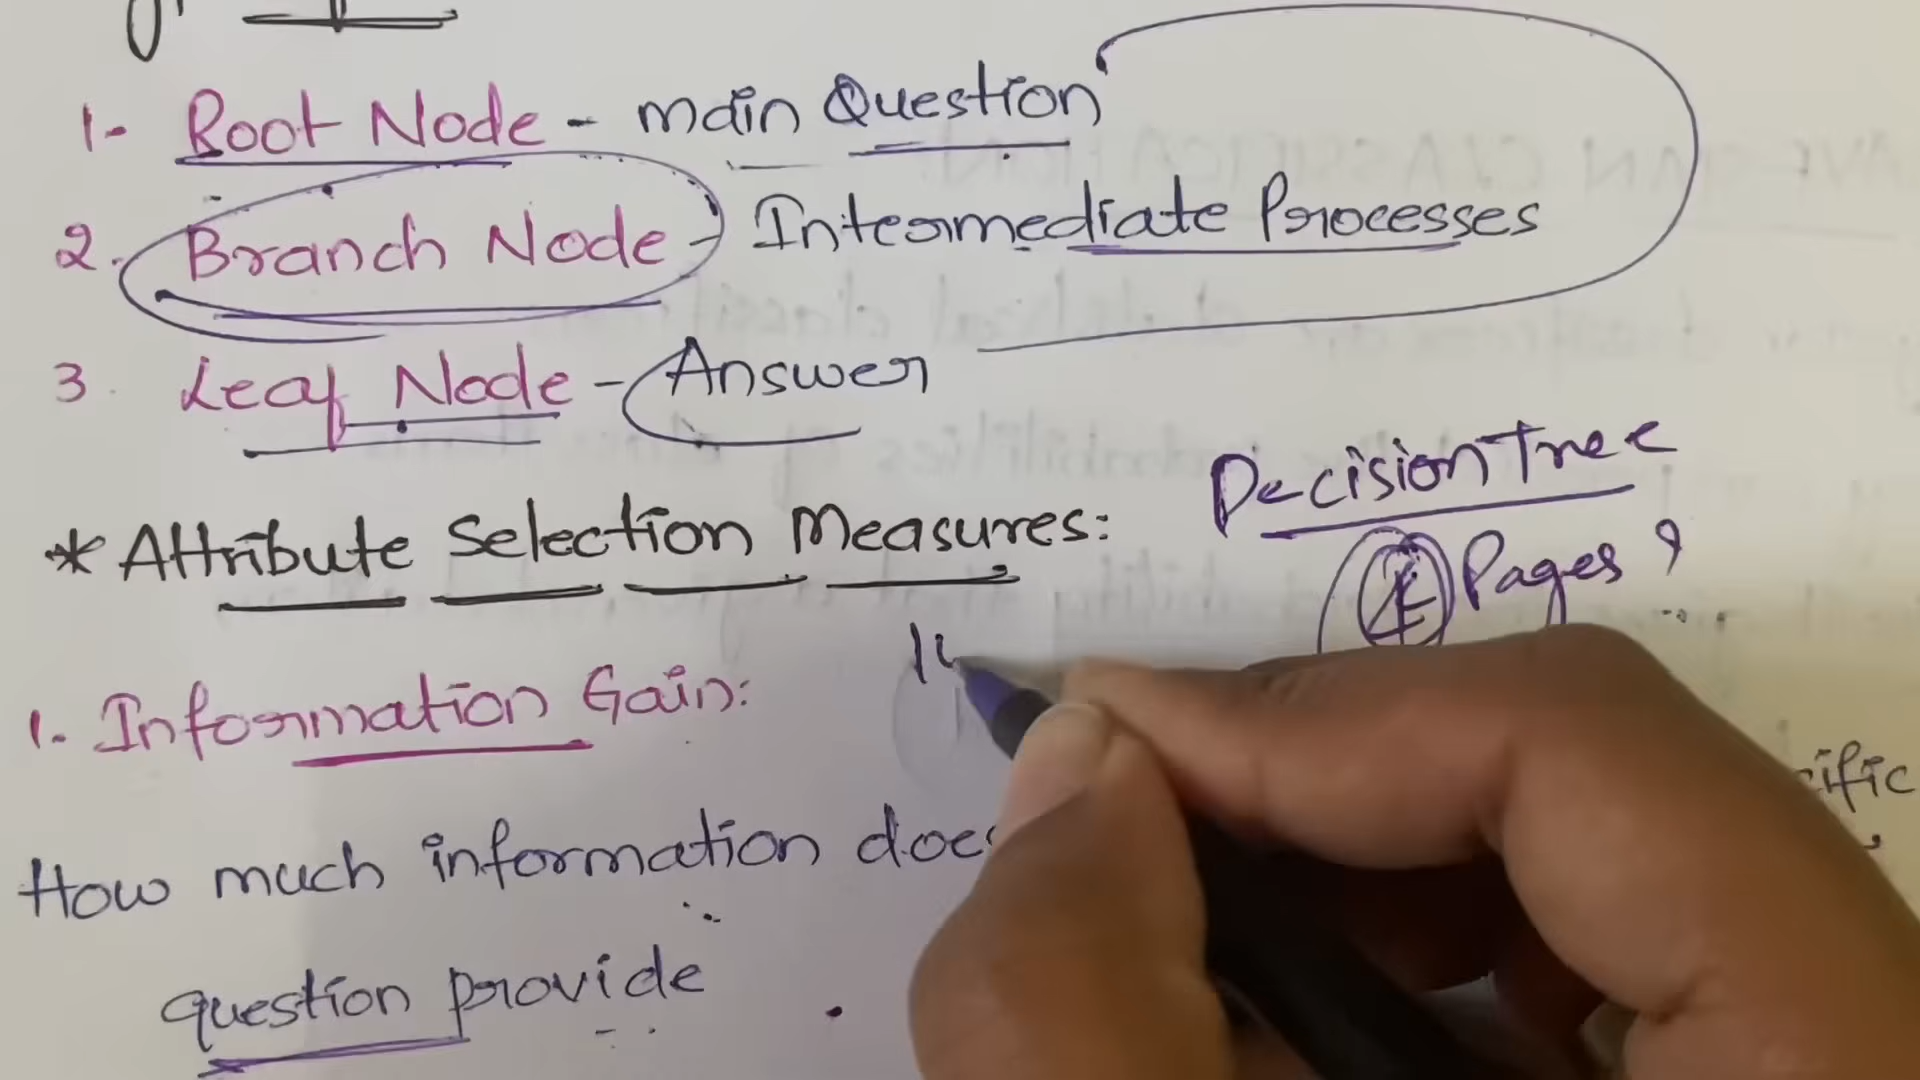 1- Root Node - Main Question
2. Branch Node - Intermediate Processes
3. Leaf Node - Answer
Decision Tree
Pages ?
* Attribute Selection Measures:
1. Information Gain:
How much information does
question provide